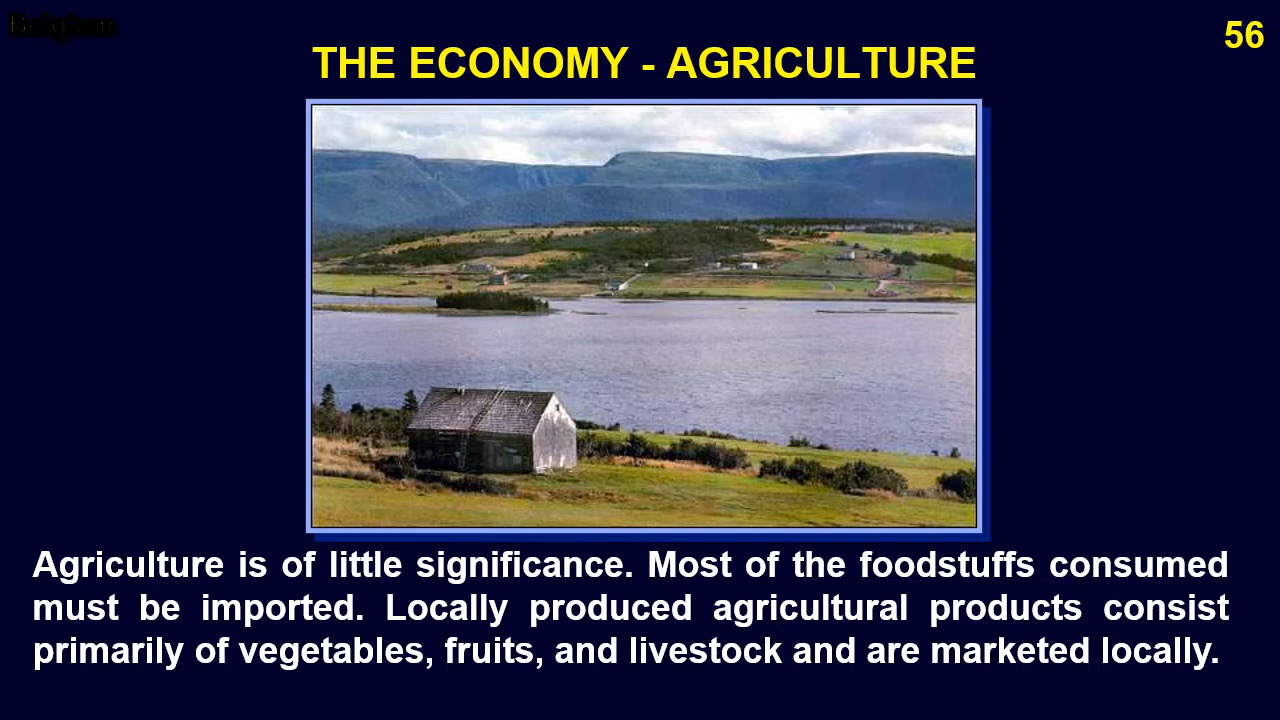 56
THE ECONOMY - AGRICULTURE
Agriculture is of little significance. Most of the foodstuffs consumed
must be imported. Locally produced agricultural products consist
primarily of vegetables, fruits, and livestock and are marketed locally.